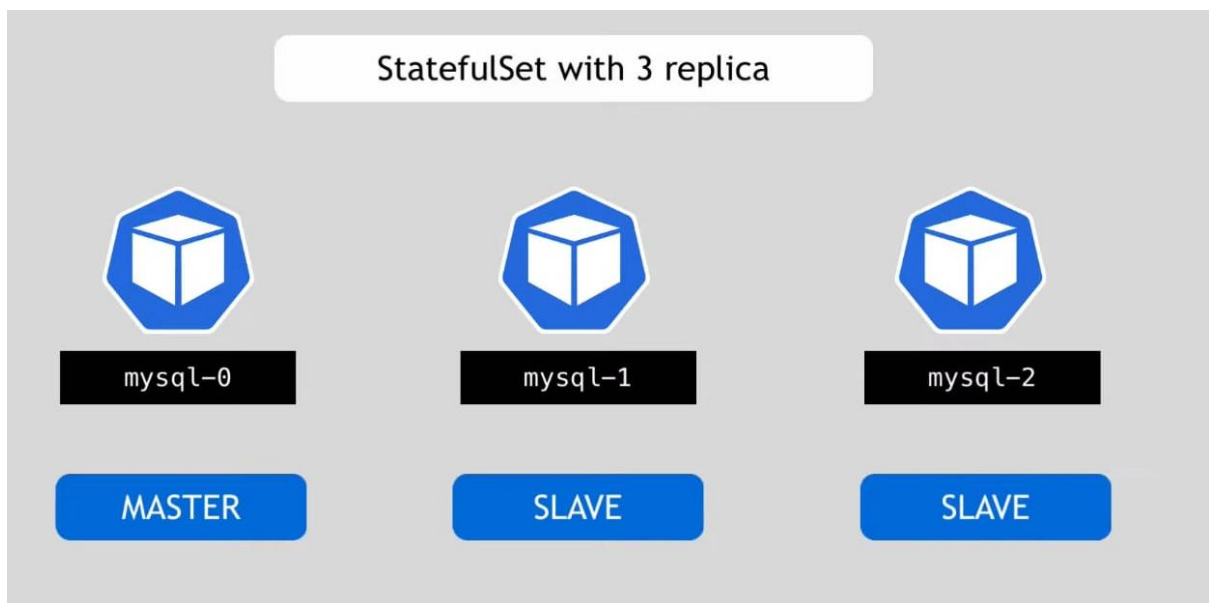 StatefulSet with 3 replica
mysql-0
mysql-1
mysql-2
MASTER
SLAVE
SLAVE